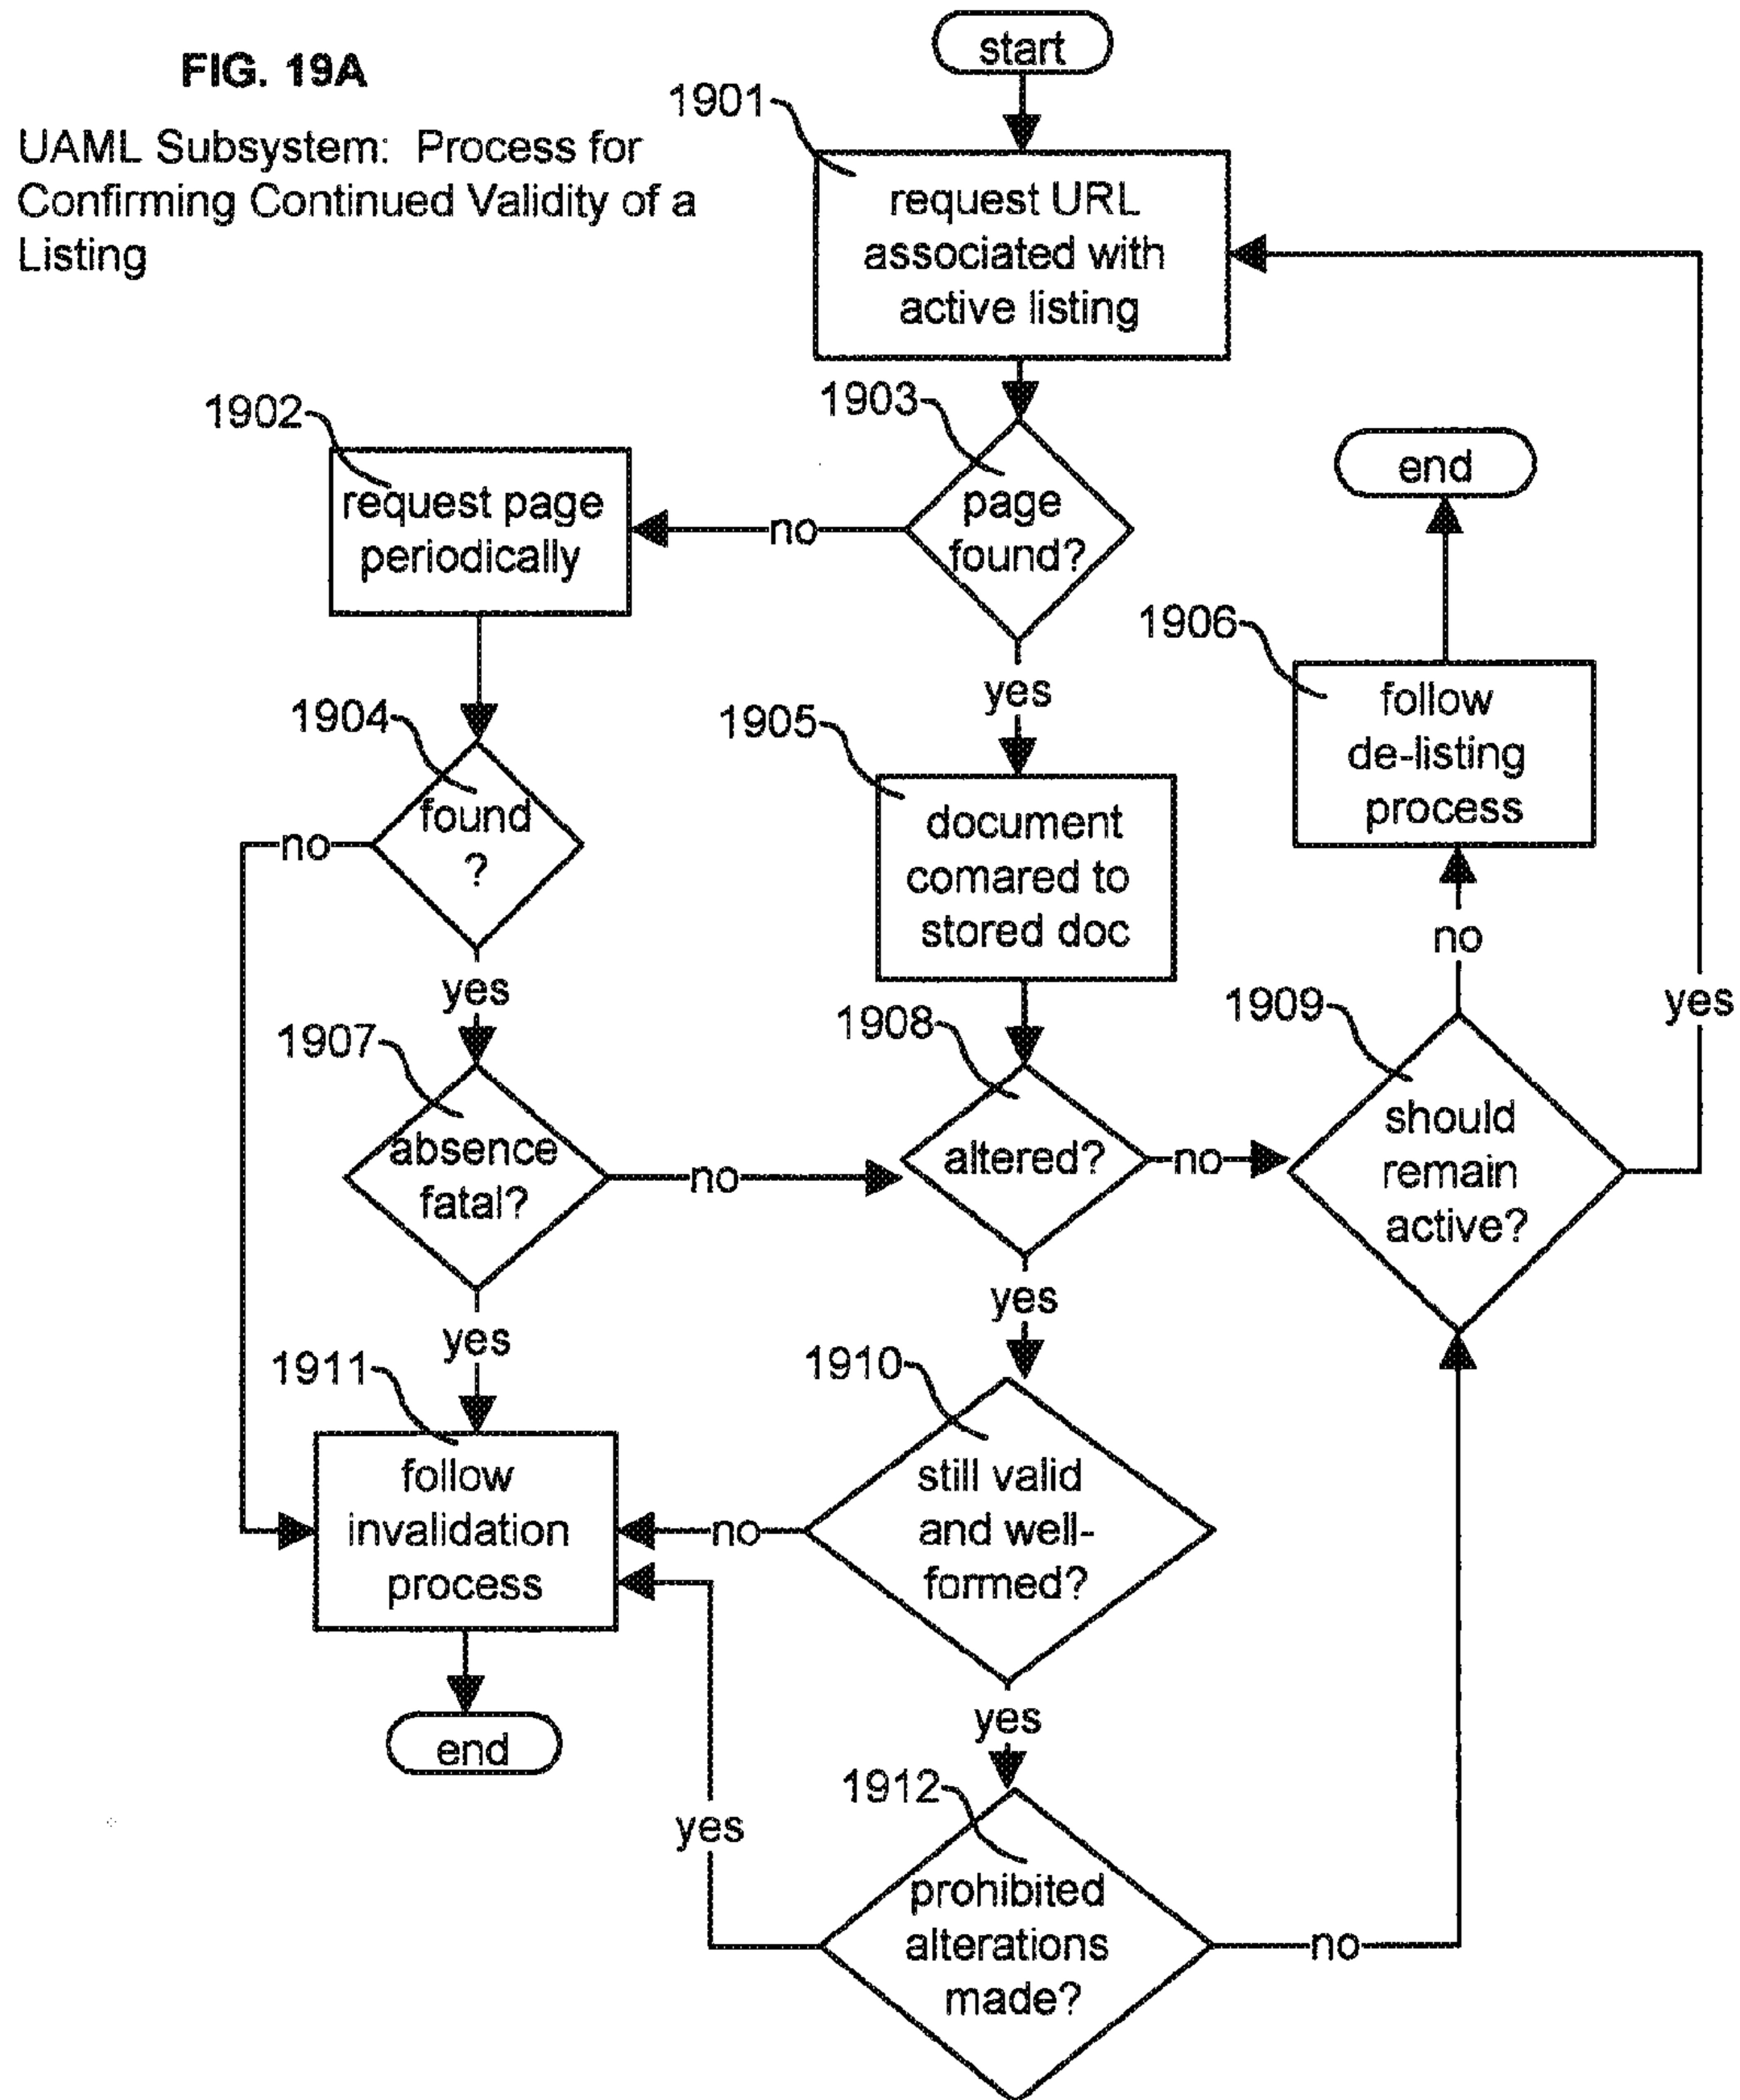 FIG. 19A
UAML Subsystem: Process for
Confirming Continued Validity of a
Listing
start
1901
request URL
associated with
active listing
1902
request page
periodically
1903
page
found?
no
yes
end
1904
found
?
no
yes
1905
document
comared to
stored doc
1906
follow
de-listing
process
no
yes
1907
absence
fatal?
no
yes
1908
altered?
no
yes
1909
should
remain
active?
1910
still valid
and well-
formed?
no
yes
1911
follow
invalidation
process
end
1912
prohibited
alterations
made?
yes
no